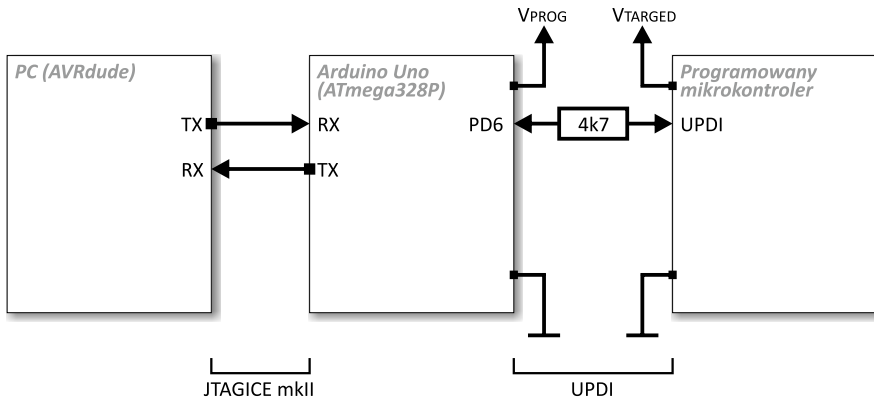 VPROG
VTARGED
PC (AVRdude)
Arduino Uno
(ATmega328P)
Programowany
mikrokontroler
TX
RX
PD6
4k7
UPDI
RX
TX
JTAGICE mkII
UPDI